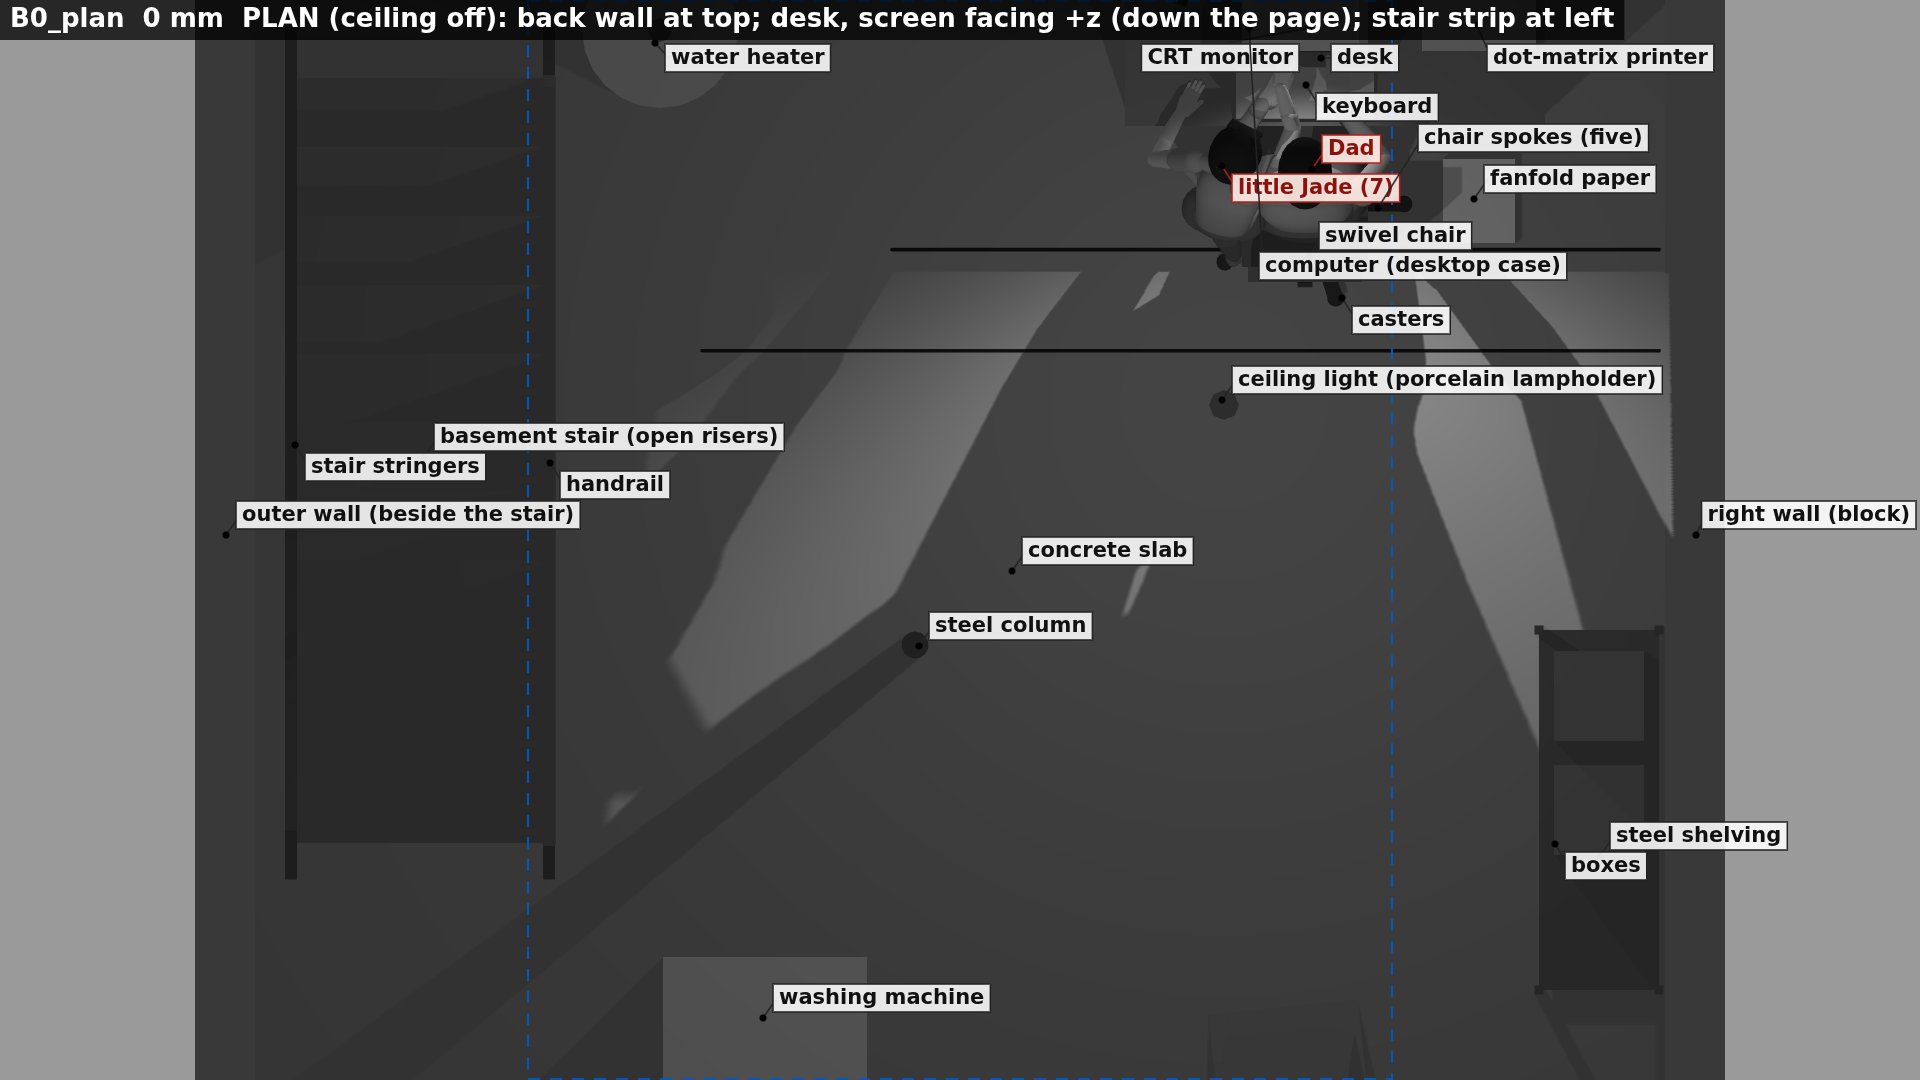 B0_plan  0 mm  PLAN (ceiling off): back wall at top; desk, screen facing +z (down the page); stair strip at left
water heater
CRT monitor
desk
dot-matrix printer
keyboard
chair spokes (five)
Dad
fanfold paper
little Jade (7)
swivel chair
computer (desktop case)
casters
ceiling light (porcelain lampholder)
basement stair (open risers)
stair stringers
handrail
outer wall (beside the stair)
right wall (block)
concrete slab
steel column
steel shelving
boxes
washing machine